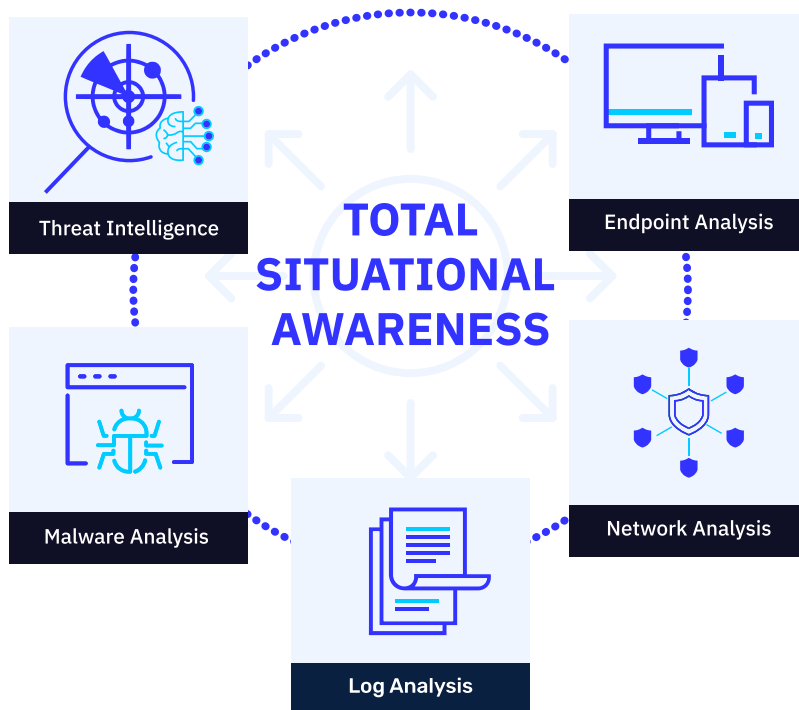 Threat Intelligence
Endpoint Analysis
TOTAL
SITUATIONAL
AWARENESS
Malware Analysis
Network Analysis
Log Analysis